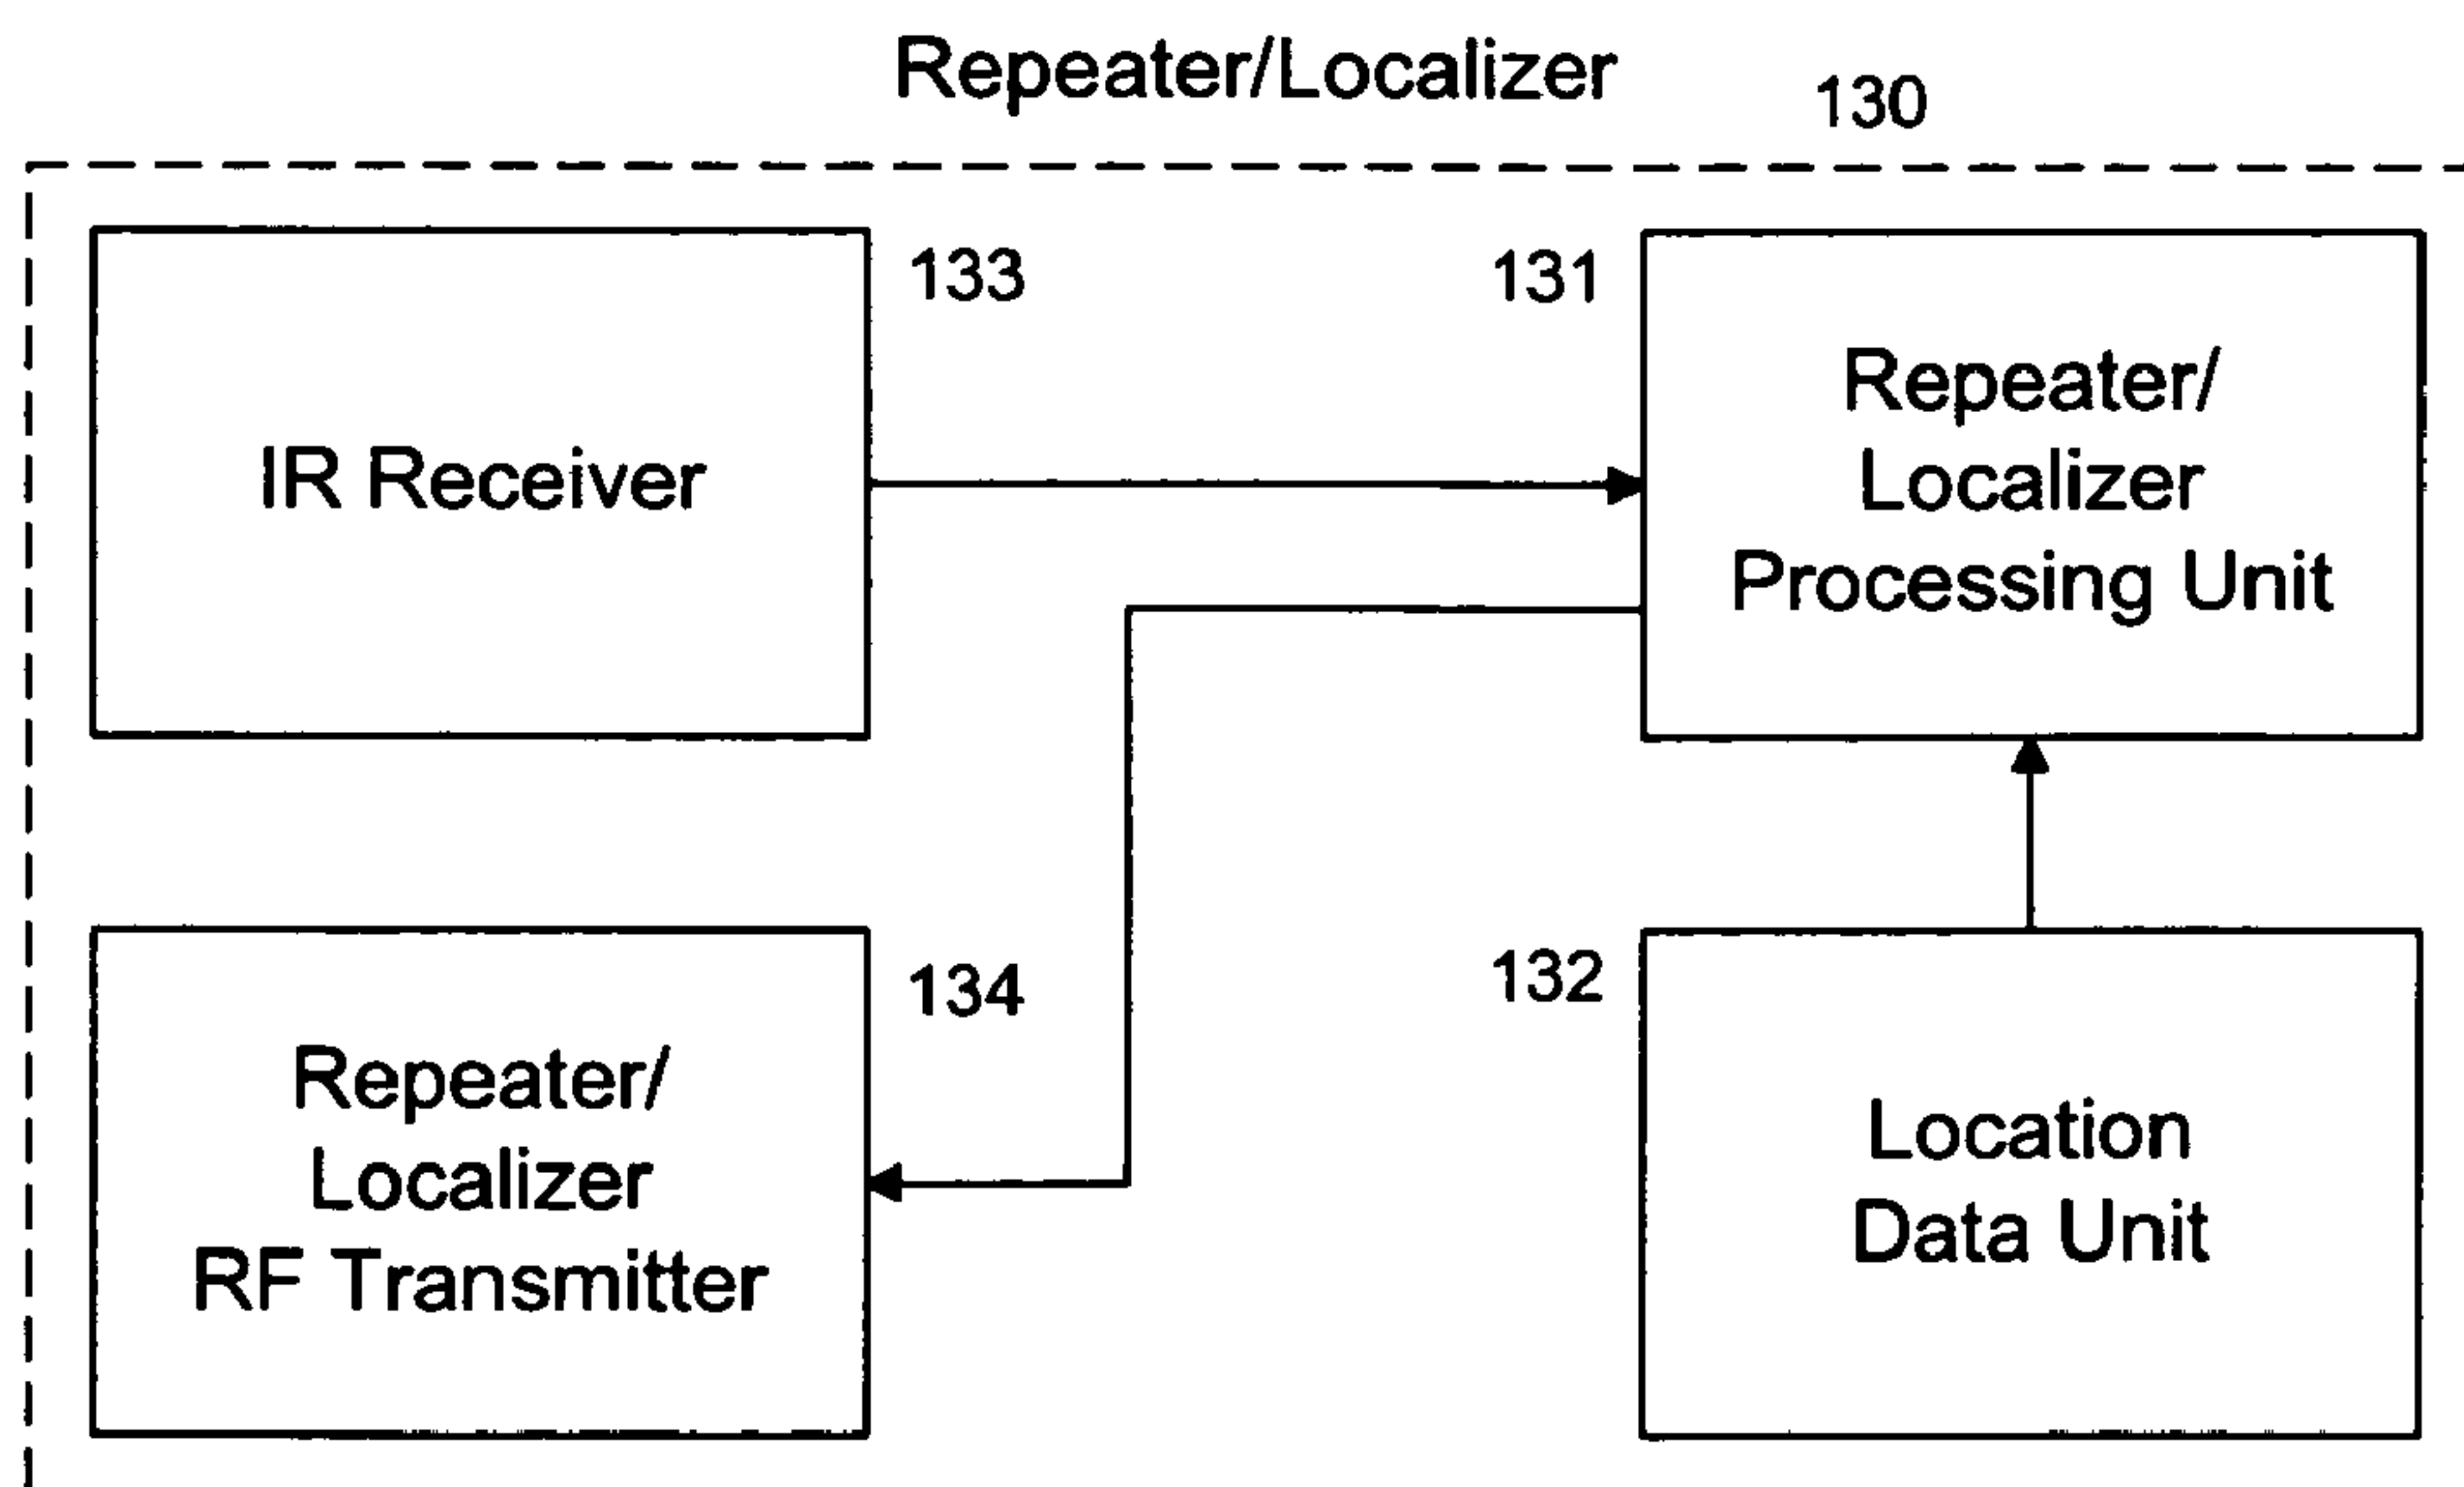 Repeater/Localizer
130
133
131
IR Receiver
Repeater/
Localizer
Processing Unit
134
132
Repeater/
Localizer
RF Transmitter
Location
Data Unit